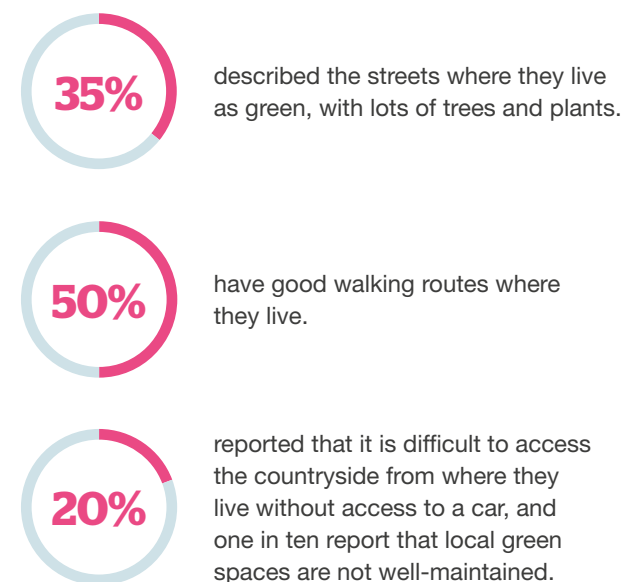 35%
described the streets where they live
as green, with lots of trees and plants.
50%
have good walking routes where
they live.
20%
reported that it is difficult to access
the countryside from where they
live without access to a car, and
one in ten report that local green
spaces are not well-maintained.